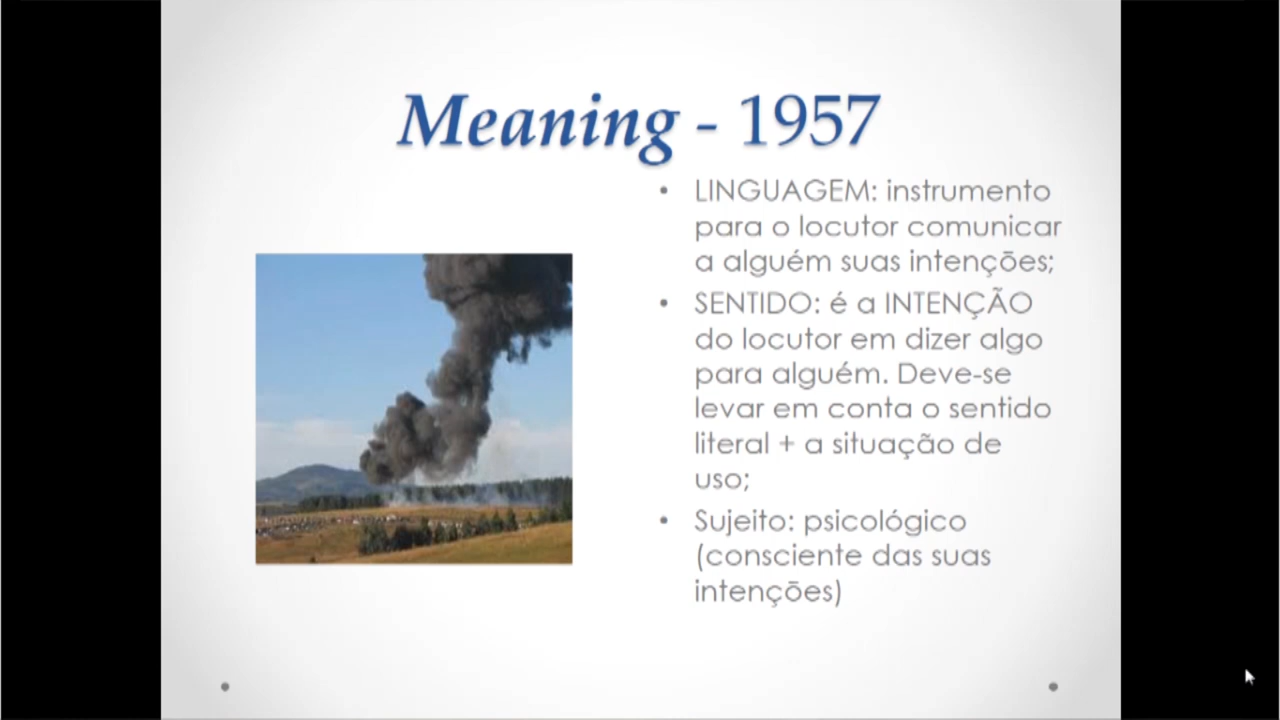 Meaning - 1957
• LINGUAGEM: instrumento
para o locutor comunicar
a alguém suas intenções;
• SENTIDO: é a INTENÇÃO
do locutor em dizer algo
para alguém. Deve-se
levar em conta o sentido
literal + a situação de
uso;
• Sujeito: psicológico
(consciente das suas
intenções)